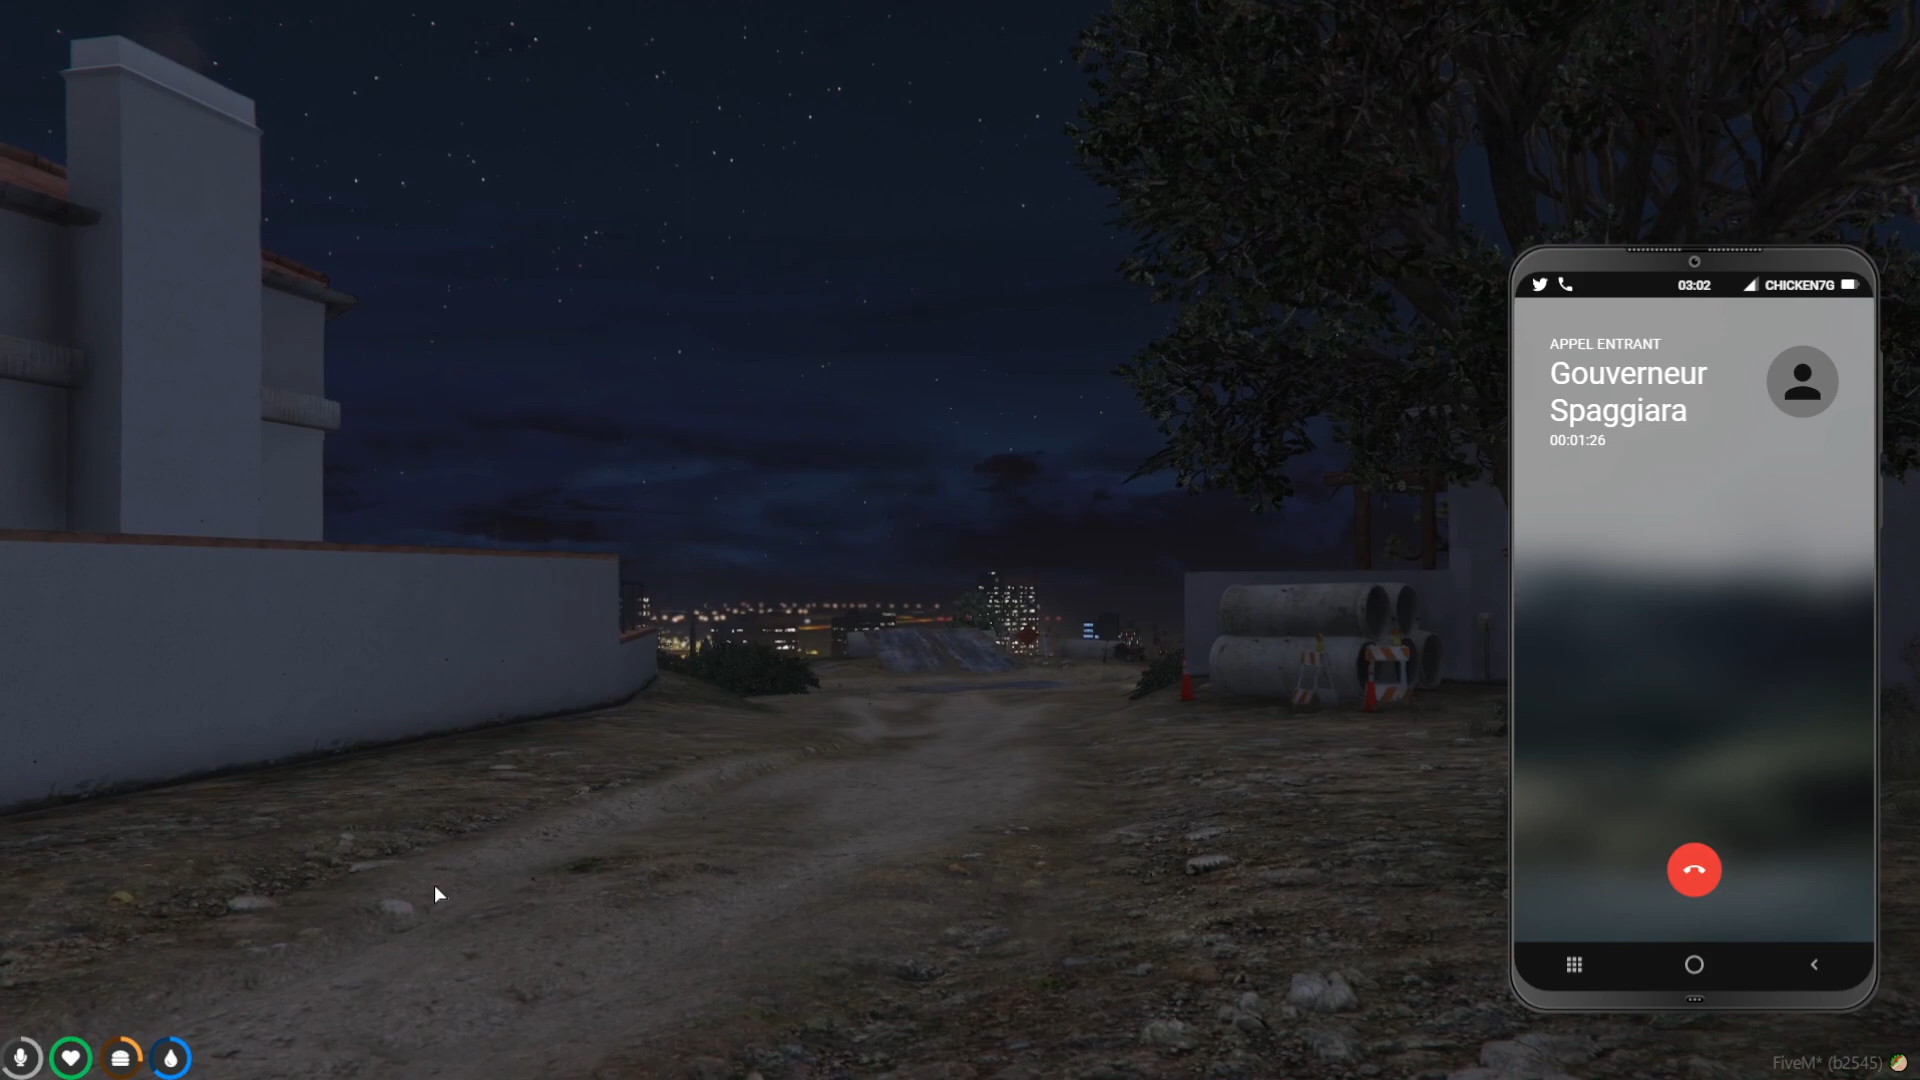 03:02
CHICKEN7G
APPEL ENTRANT
Gouverneur
Spaggiara
00:01:26
FiveM* (b2545)